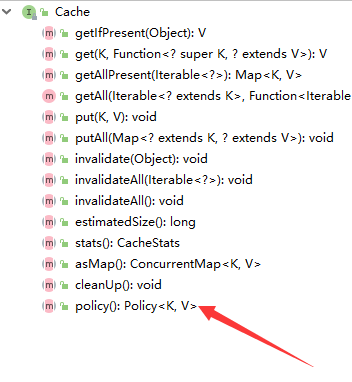 Cache
getIfPresent(Object): V
get(K, Function<? super K, ? extends V>): V
getAllPresent(Iterable<?>): Map<K, V>
getAll(Iterable<? extends K>, Function<Iterable
put(K, V): void
putAll(Map<? extends K, ? extends V>): void
invalidate(Object): void
invalidateAll(Iterable<?>): void
invalidateAll(): void
estimatedSize(): long
stats(): CacheStats
asMap(): ConcurrentMap<K, V>
cleanUp(): void
policy(): Policy<K, V>